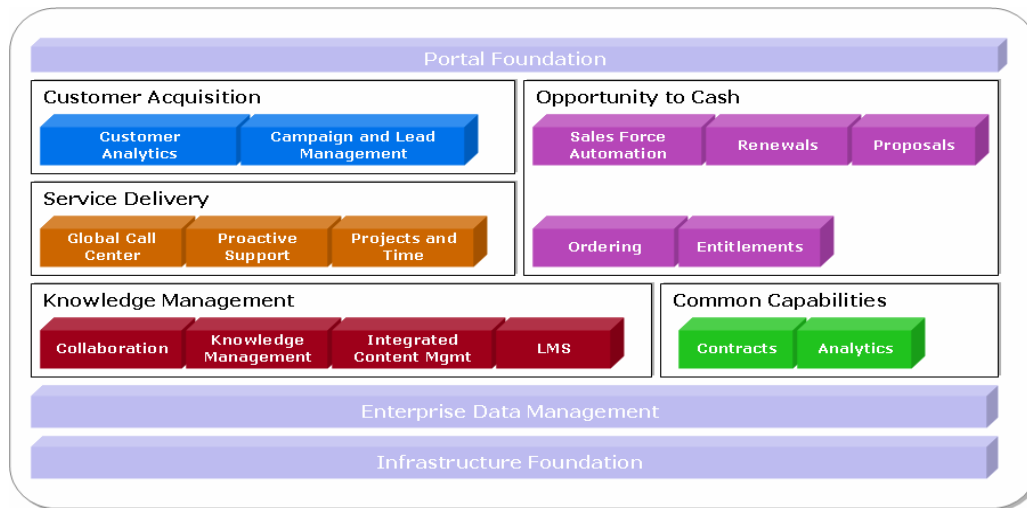 Portal Foundation
Customer Acquisition
Customer
Analytics
Campaign and Lead
Management
Opportunity to Cash
Sales Force
Automation
Renewals
Proposals
Ordering
Entitlements
Service Delivery
Global Call
Center
Proactive
Support
Projects and
Time
Knowledge Management
Collaboration
Knowledge
Management
Integrated
Content Mgmt
LMS
Common Capabilities
Contracts
Analytics
Enterprise Data Management
Infrastructure Foundation